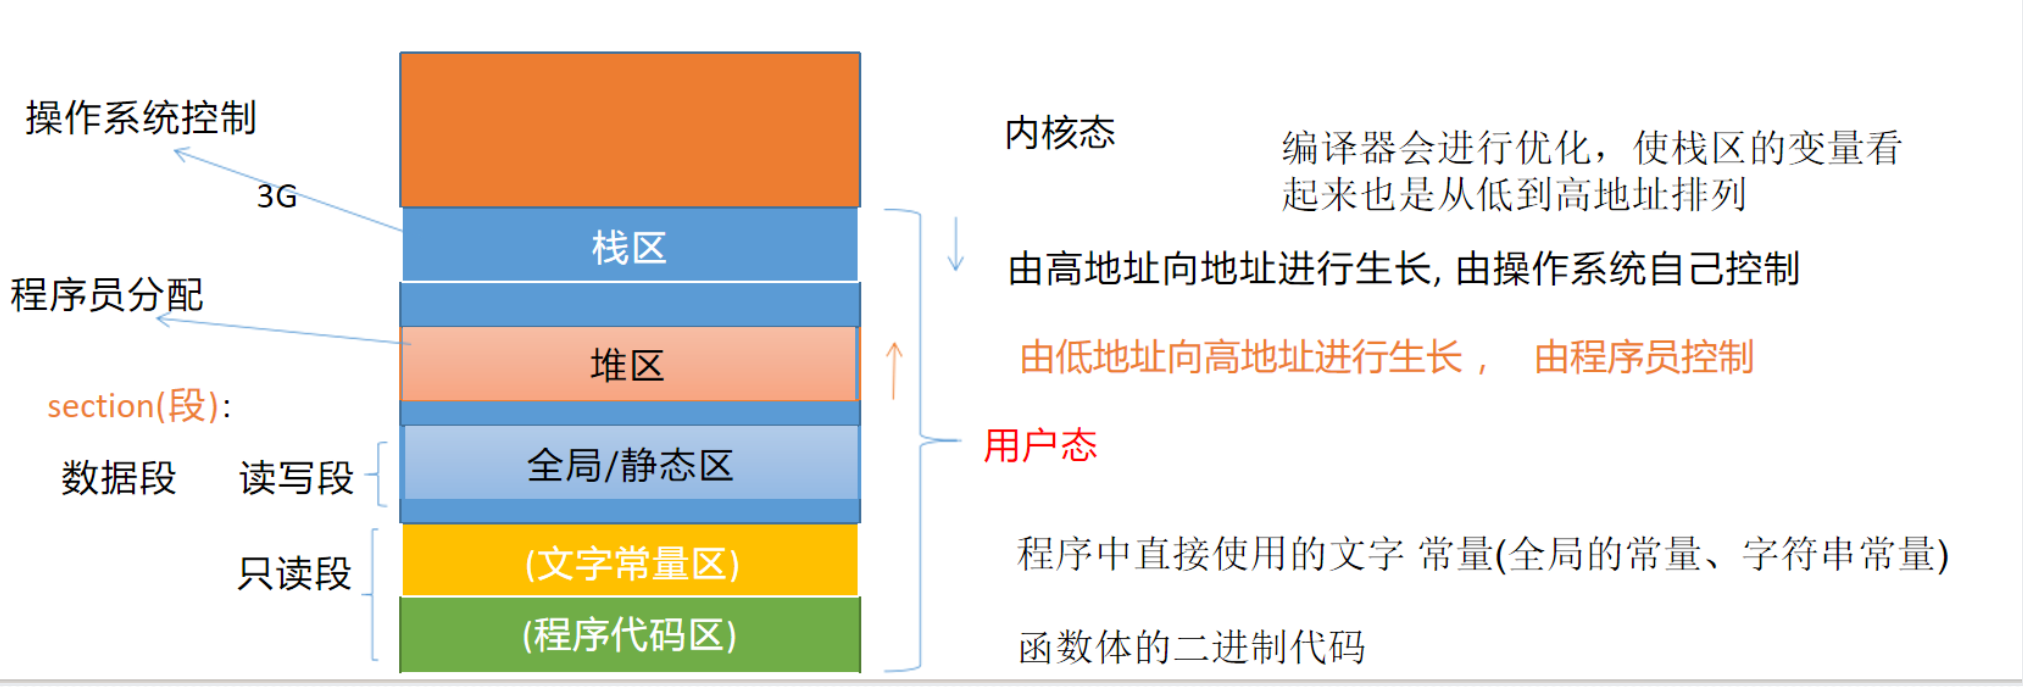 操作系统控制
3G
程序员分配
section(段):
数据段
读写段
只读段
栈区
堆区
全局/静态区
(文字常量区)
(程序代码区)
内核态
编译器会进行优化，使栈区的变量看
起来也是从低到高地址排列
由高地址向地址进行生长, 由操作系统自己控制
由低地址向高地址进行生长， 由程序员控制
用户态
程序中直接使用的文字 常量(全局的常量、字符串常量)
函数体的二进制代码